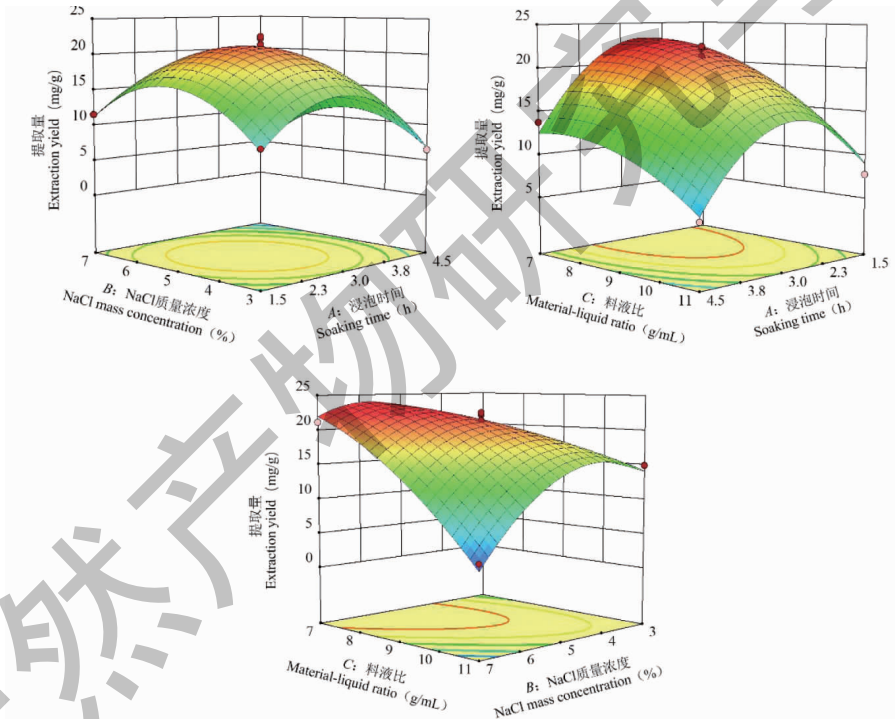 25
20
15
10
5
0
提取量
Extraction yield (mg/g)
7
6
5
4
3
B：NaCl质量浓度
NaCl mass concentration（%）
1.5
2.3
3.0
3.8
4.5
A：浸泡时间
Soaking time（h）
25
20
15
10
5
提取量
Extraction yield (mg/g)
7
8
9
10
11
C：料液比
Material-liquid ratio（g/mL）
4.5
3.8
3.0
2.3
1.5
A：浸泡时间
Soaking time（h）
25
20
15
10
5
0
提取量
Extraction yield (mg/g)
7
8
9
10
11
C：料液比
Material-liquid ratio（g/mL）
7
6
5
4
3
B：NaCl质量浓度
NaCl mass concentration（%）
然产物研究